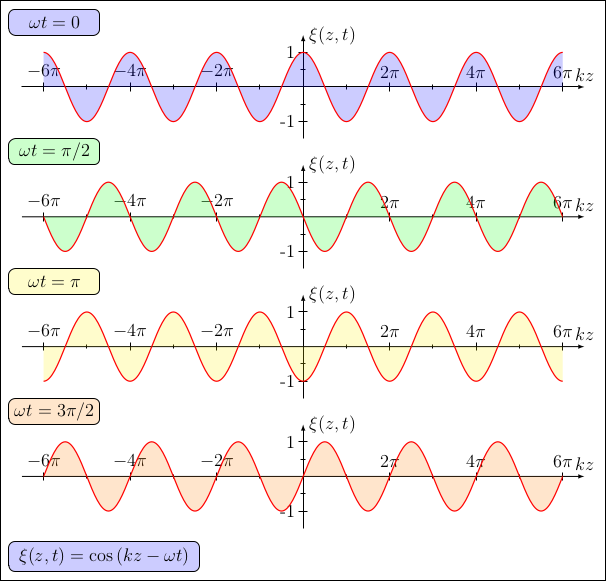 ωt = 0
ξ(z, t)
1
−6π −4π −2π 2π 4π 6π kz
-1
ωt = π/2
ξ(z, t)
1
−6π −4π −2π 2π 4π 6π kz
-1
ωt = π
ξ(z, t)
1
−6π −4π −2π 2π 4π 6π kz
-1
ωt = 3π/2
ξ(z, t)
1
−6π −4π −2π 2π 4π 6π kz
-1
ξ(z, t) = cos (kz − ωt)